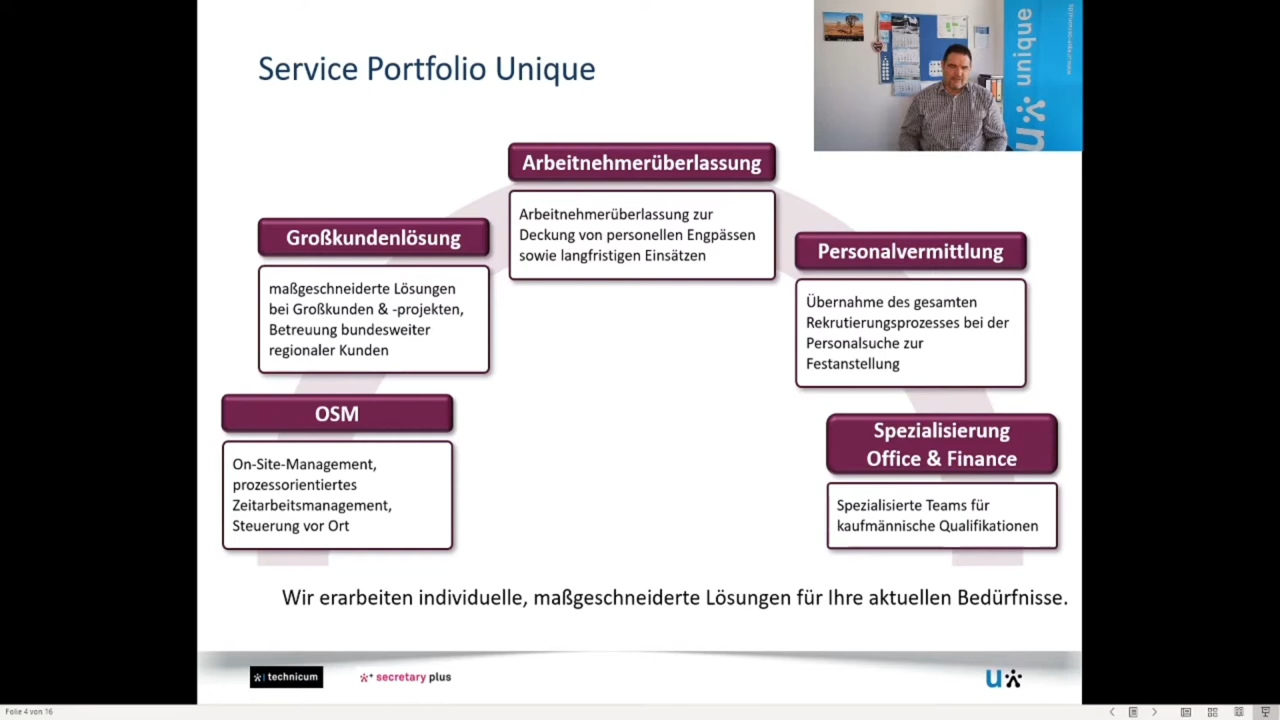 Service Portfolio Unique
unique
Arbeitnehmerüberlassung
Arbeitnehmerüberlassung zur
Deckung von personellen Engpässen
sowie langfristigen Einsätzen
Großkundenlösung
maßgeschneiderte Lösungen
bei Großkunden & -projekten,
Betreuung bundesweiter
regionaler Kunden
Personalvermittlung
Übernahme des gesamten
Rekrutierungsprozesses bei der
Personalsuche zur
Festanstellung
OSM
On-Site-Management,
prozessorientiertes
Zeitarbeitsmanagement,
Steuerung vor Ort
Spezialisierung
Office & Finance
Spezialisierte Teams für
kaufmännische Qualifikationen
Wir erarbeiten individuelle, maßgeschneiderte Lösungen für Ihre aktuellen Bedürfnisse.
technicum
secretary plus
u
Folie 4 von 16